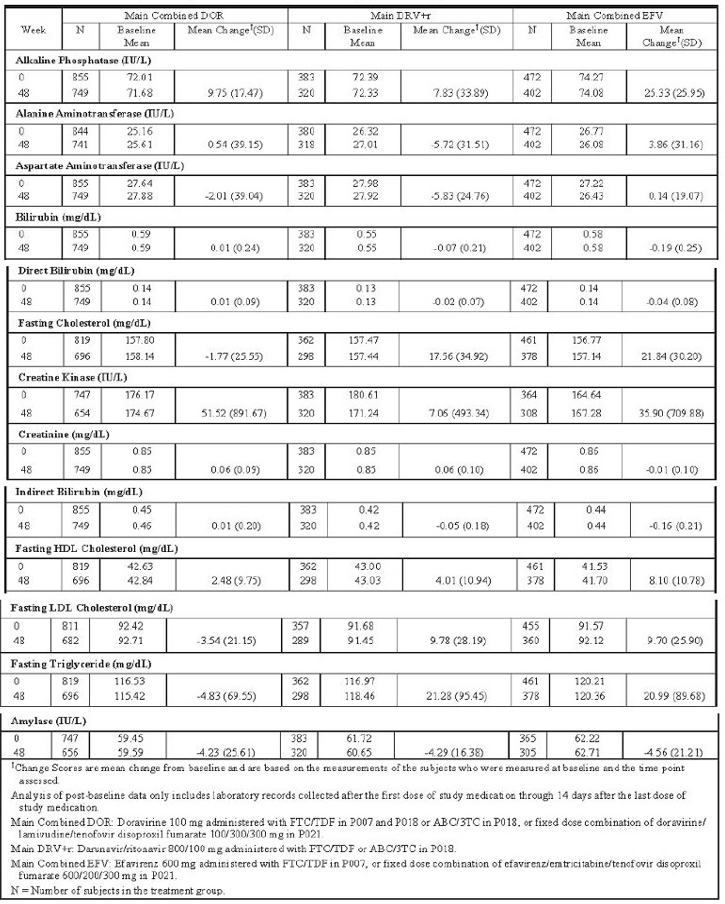 Week Main Combined DOR Main DRV+r Main Combined EFV
N Baseline Mean Mean Change†(SD) N Baseline Mean Mean Change†(SD) N Baseline Mean Mean Change†(SD)
Alkaline Phosphatase (IU/L)
0 855 72.01 383 72.39 472 74.27
48 749 71.68 9.75 (17.47) 320 72.33 7.83 (33.89) 402 74.08 25.33 (25.95)
Alanine Aminotransferase (IU/L)
0 844 25.16 380 26.32 472 26.77
48 741 25.61 0.54 (39.15) 318 27.01 -5.72 (31.51) 402 26.08 3.86 (31.16)
Aspartate Aminotransferase (IU/L)
0 855 27.64 383 27.98 472 27.22
48 749 27.88 -2.01 (39.04) 320 27.92 -5.83 (24.76) 402 26.43 0.14 (19.07)
Bilirubin (mg/dL)
0 855 0.59 383 0.55 472 0.58
48 749 0.59 0.01 (0.24) 320 0.55 -0.07 (0.21) 402 0.58 -0.19 (0.25)
Direct Bilirubin (mg/dL)
0 855 0.14 383 0.13 472 0.14
48 749 0.14 0.01 (0.09) 320 0.13 -0.02 (0.07) 402 0.14 -0.04 (0.08)
Fasting Cholesterol (mg/dL)
0 819 157.80 362 157.47 461 156.77
48 696 158.14 -1.77 (25.55) 298 157.44 17.56 (34.92) 378 157.14 21.84 (30.20)
Creatine Kinase (IU/L)
0 747 176.17 383 180.61 364 164.64
48 654 174.67 51.52 (891.67) 320 171.24 7.06 (493.34) 308 167.28 35.90 (709.88)
Creatinine (mg/dL)
0 855 0.85 383 0.85 472 0.86
48 749 0.85 0.06 (0.09) 320 0.85 0.06 (0.10) 402 0.86 -0.01 (0.10)
Indirect Bilirubin (mg/dL)
0 855 0.45 383 0.42 472 0.44
48 749 0.46 0.01 (0.20) 320 0.42 -0.05 (0.18) 402 0.44 -0.16 (0.21)
Fasting HDL Cholesterol (mg/dL)
0 819 42.63 362 43.00 461 41.53
48 696 42.84 2.48 (9.75) 298 43.03 4.01 (10.94) 378 41.70 8.10 (10.78)
Fasting LDL Cholesterol (mg/dL)
0 811 92.42 357 91.68 455 91.57
48 682 92.71 -3.54 (21.15) 289 91.45 9.78 (28.19) 360 92.12 9.70 (25.90)
Fasting Triglyceride (mg/dL)
0 819 116.53 362 116.97 461 120.21
48 696 115.42 -4.83 (69.55) 298 118.46 21.28 (95.45) 378 120.36 20.99 (89.68)
Amylase (IU/L)
0 747 59.45 383 61.72 365 62.22
48 656 59.59 -4.23 (25.61) 320 60.65 -4.29 (16.38) 305 62.71 -4.56 (21.21)
†Change Scores are mean change from baseline and are based on the measurements of the subjects who were measured at baseline and the time point
assessed.
Analysis of post-baseline data only includes laboratory records collected after the first dose of study medication through 14 days after the last dose of
study medication.
Main Combined DOR: Doravirine 100 mg administered with FTC/TDF in P007 and P018 or ABC/3TC in P018, or fixed dose combination of doravirine/
lamivudine/tenofovir disoproxil fumarate 100/300/300 mg in P021.
Main DRV+r: Darunavir/ritonavir 800/100 mg administered with FTC/TDF or ABC/3TC in P018.
Main Combined EFV: Efavirenz 600 mg administered with FTC/TDF in P007, or fixed dose combination of efavirenz/emtricitabine/tenofovir disoproxil
fumarate 600/200/300 mg in P021.
N = Number of subjects in the treatment group.